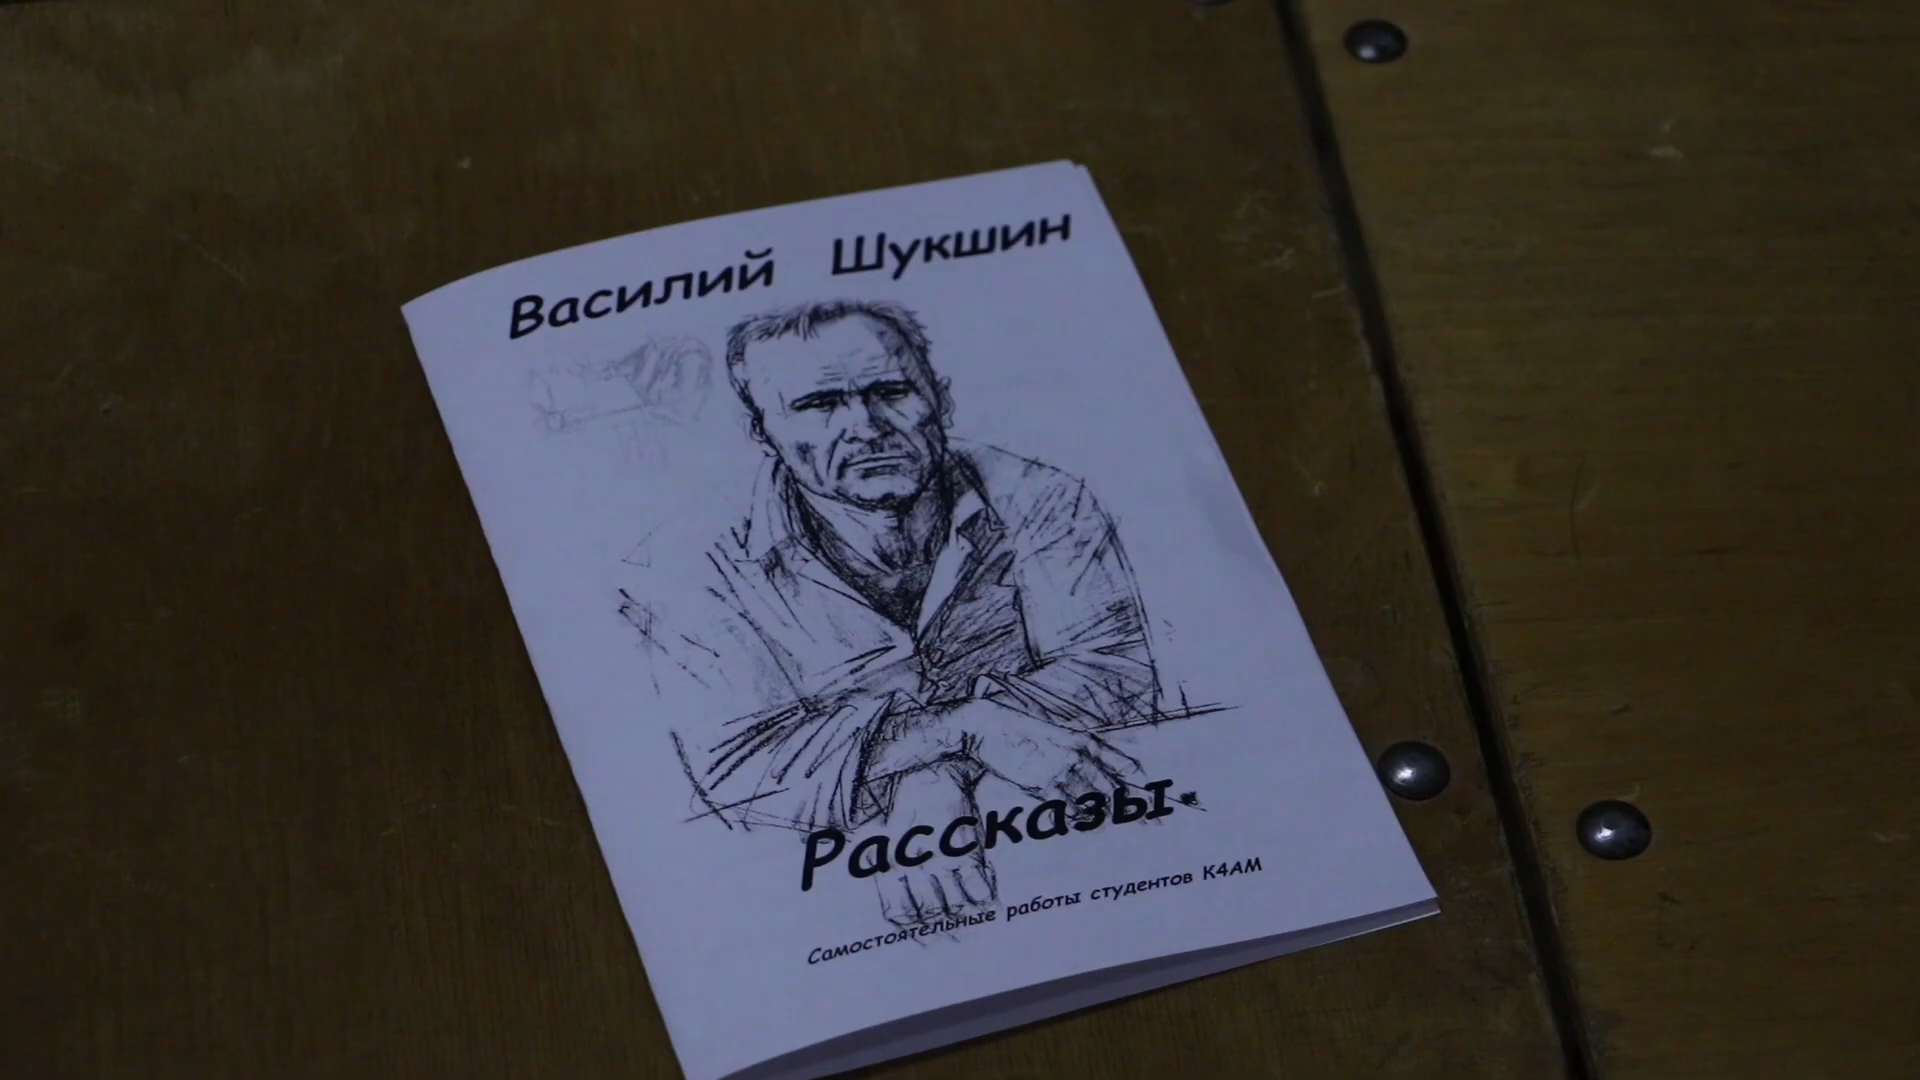 Василий Шукшин
Рассказы.
Самостоятельные работы студентов К4АМ